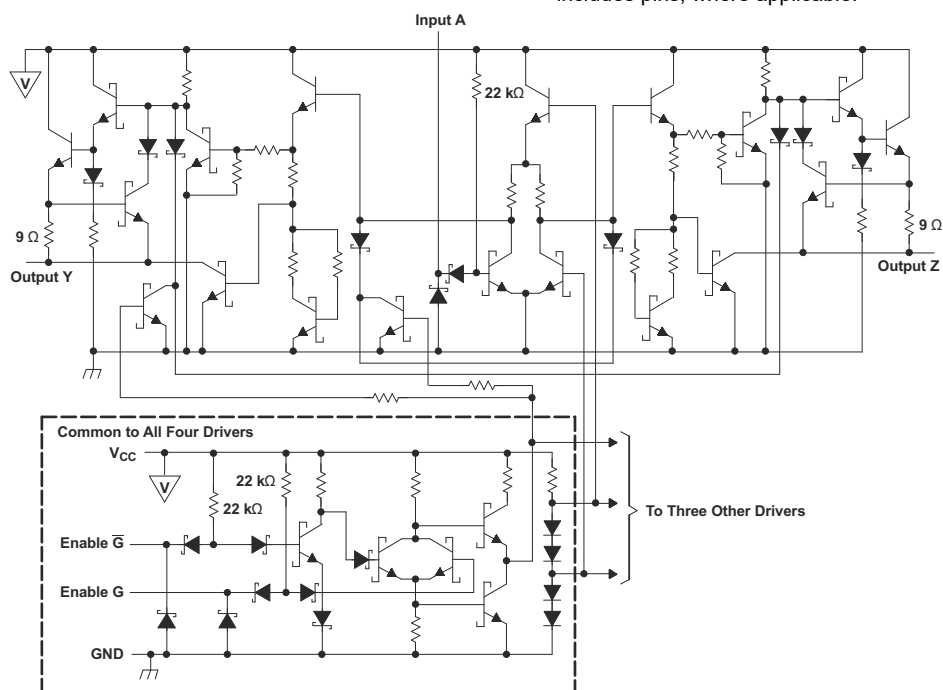 includes pins, where applicable.
Input A
V
22 kΩ
9 Ω
9 Ω
Output Y
Output Z
Common to All Four Drivers
VCC
V
22 kΩ
22 kΩ
To Three Other Drivers
Enable G̅
Enable G
GND